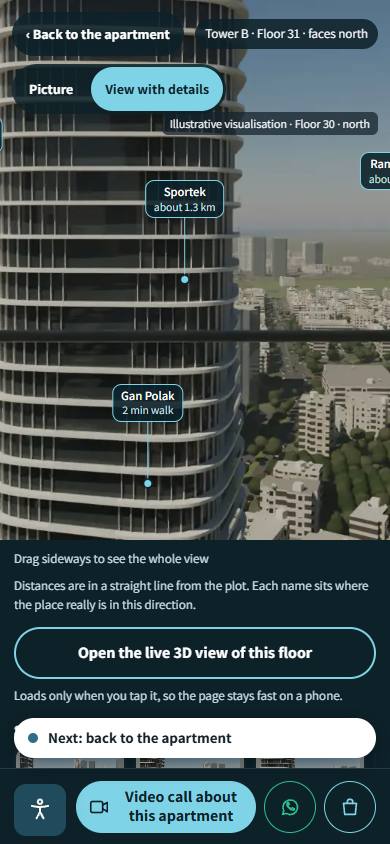 ‹ Back to the apartment
Tower B · Floor 31 · faces north
Picture
View with details
Illustrative visualisation · Floor 30 · north
Sportek
about 1.3 km
Gan Polak
2 min walk
Drag sideways to see the whole view
Distances are in a straight line from the plot. Each name sits where
the place really is in this direction.
Open the live 3D view of this floor
Loads only when you tap it, so the page stays fast on a phone.
Next: back to the apartment
Video call about
this apartment